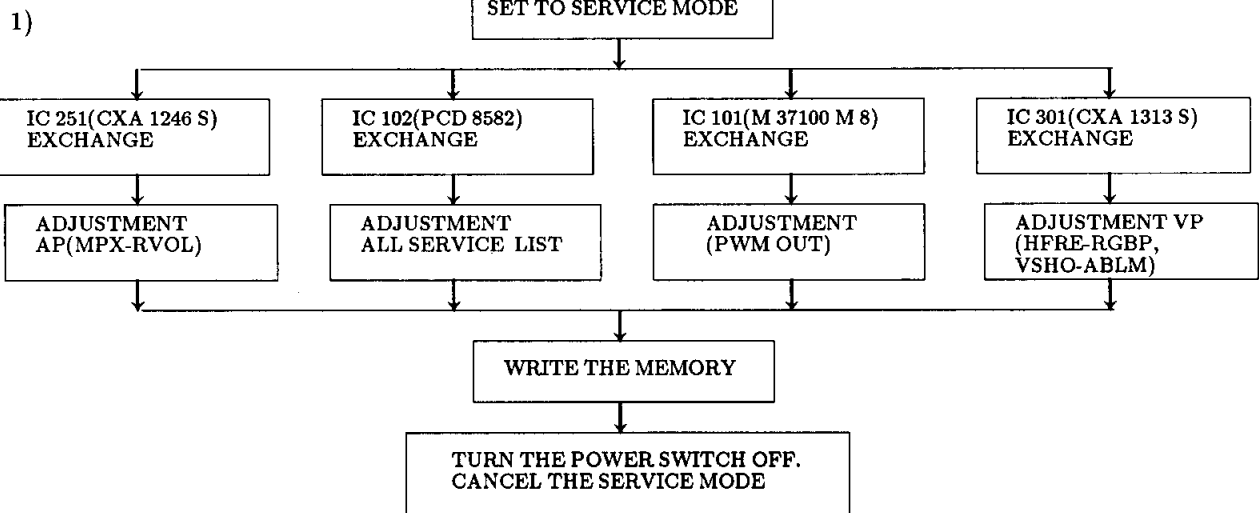 1)
SET TO SERVICE MODE
IC 251(CXA 1246 S)
EXCHANGE
IC 102(PCD 8582)
EXCHANGE
IC 101(M 37100 M 8)
EXCHANGE
IC 301(CXA 1313 S)
EXCHANGE
ADJUSTMENT
AP(MPX-RVOL)
ADJUSTMENT
ALL SERVICE LIST
ADJUSTMENT
(PWM OUT)
ADJUSTMENT VP
(HFRE-RGBP,
VSHO-ABLM)
WRITE THE MEMORY
TURN THE POWER SWITCH OFF.
CANCEL THE SERVICE MODE